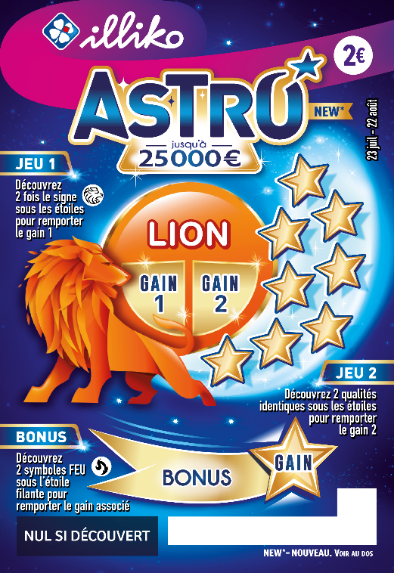 illiko
2€
ASTRO
NEW*
jusqu'à
25 000 €
23 juil - 22 août
JEU 1
Découvrez
2 fois le signe
sous les étoiles
pour remporter
le gain 1
LION
GAIN
1
GAIN
2
JEU 2
Découvrez 2 qualités
identiques sous les étoiles
pour remporter
le gain 2
BONUS
Découvrez
2 symboles FEU
sous l'étoile
filante pour
remporter le gain associé
BONUS
GAIN
NUL SI DÉCOUVERT
NEW*= NOUVEAU. VOIR AU DOS